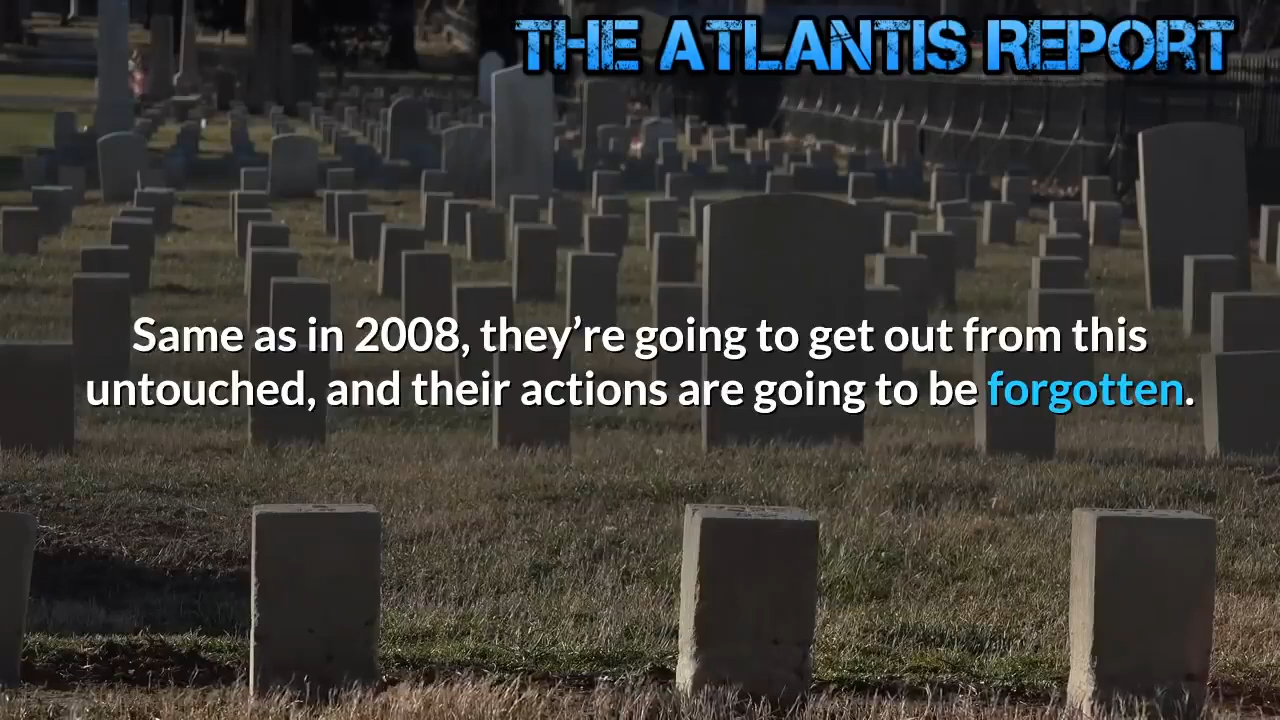 THE ATLANTIS REPORT
Same as in 2008, they’re going to get out from this
untouched, and their actions are going to be forgotten.